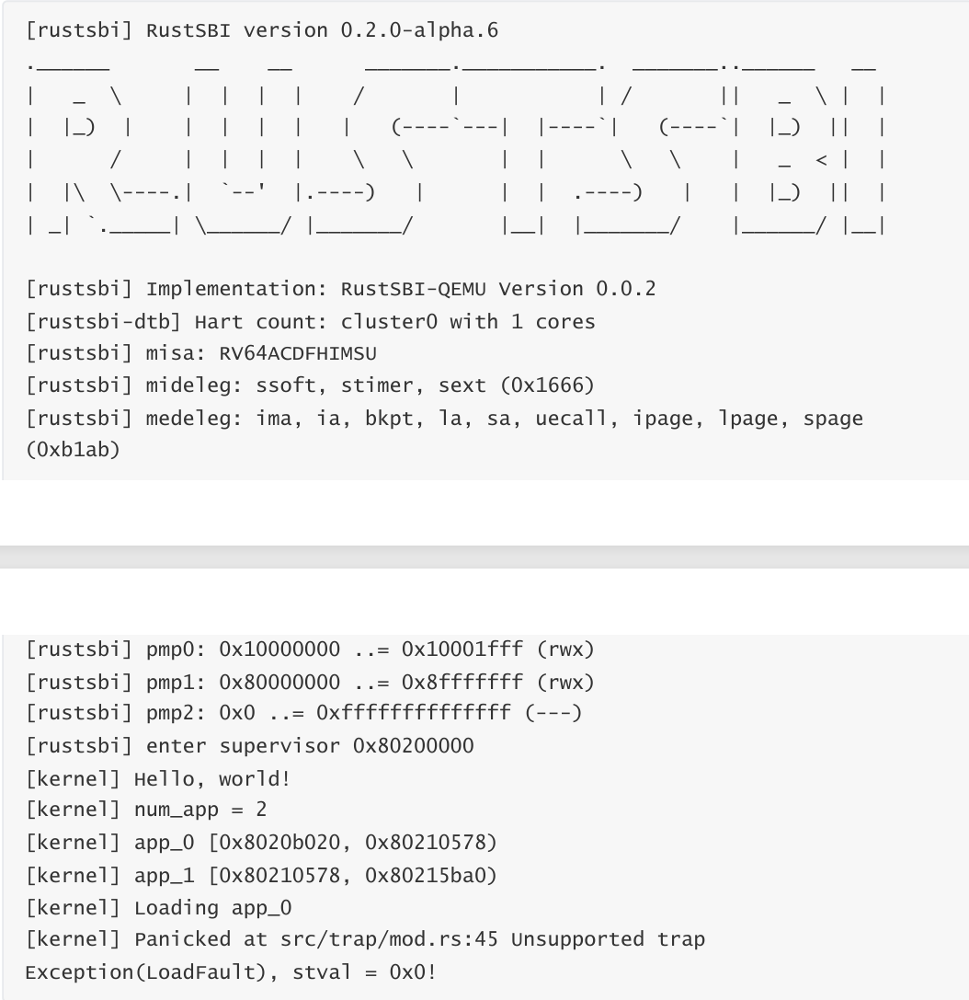 [rustsbi] RustSBI version 0.2.0-alpha.6
.______       __    __      _______.___________.  _______..______   __
|   _  \     |  |  |  |    /       |           | /       ||   _  \ |  |
|  |_)  |    |  |  |  |   |   (----`---|  |----`|   (----`|  |_)  ||  |
|      /     |  |  |  |    \   \       |  |      \   \    |   _  < |  |
|  |\  \----.|  `--'  |.----)   |      |  |  .----)   |   |  |_)  ||  |
| _| `._____| \______/ |_______/       |__|  |_______/    |______/ |__|
[rustsbi] Implementation: RustSBI-QEMU Version 0.0.2
[rustsbi-dtb] Hart count: cluster0 with 1 cores
[rustsbi] misa: RV64ACDFHIMSU
[rustsbi] mideleg: ssoft, stimer, sext (0x1666)
[rustsbi] medeleg: ima, ia, bkpt, la, sa, uecall, ipage, lpage, spage
(0xb1ab)
[rustsbi] pmp0: 0x10000000 ..= 0x10001fff (rwx)
[rustsbi] pmp1: 0x80000000 ..= 0x8fffffff (rwx)
[rustsbi] pmp2: 0x0 ..= 0xffffffffffffff (---)
[rustsbi] enter supervisor 0x80200000
[kernel] Hello, world!
[kernel] num_app = 2
[kernel] app_0 [0x8020b020, 0x80210578)
[kernel] app_1 [0x80210578, 0x80215ba0)
[kernel] Loading app_0
[kernel] Panicked at src/trap/mod.rs:45 Unsupported trap
Exception(LoadFault), stval = 0x0!